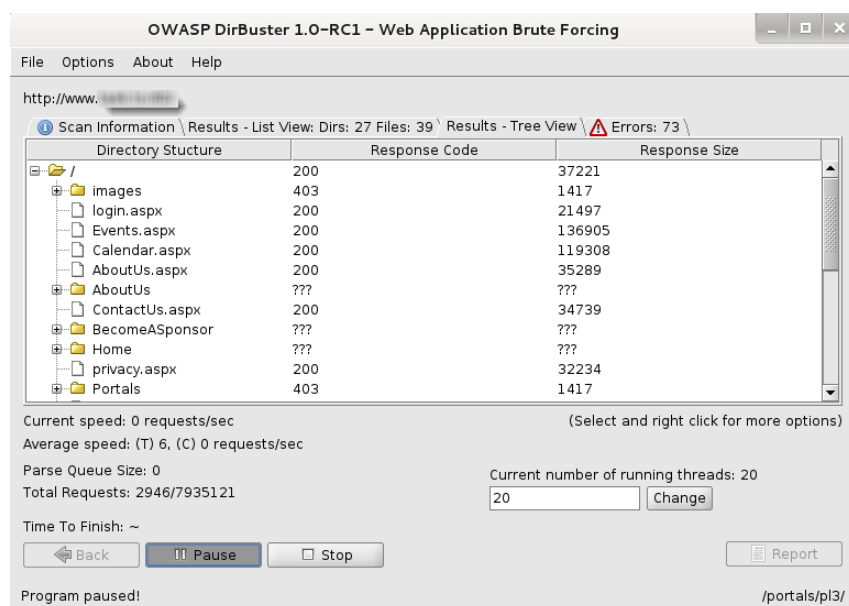 OWASP DirBuster 1.0-RC1 - Web Application Brute Forcing
File Options About Help
http://www.
Scan Information Results - List View: Dirs: 27 Files: 39 Results - Tree View Errors: 73
Directory Stucture Response Code Response Size
/ 200 37221
images 403 1417
login.aspx 200 21497
Events.aspx 200 136905
Calendar.aspx 200 119308
AboutUs.aspx 200 35289
AboutUs ??? ???
ContactUs.aspx 200 34739
BecomeASponsor ??? ???
Home ??? ???
privacy.aspx 200 32234
Portals 403 1417
Current speed: 0 requests/sec (Select and right click for more options)
Average speed: (T) 6, (C) 0 requests/sec
Parse Queue Size: 0 Current number of running threads: 20
Total Requests: 2946/7935121 20 Change
Time To Finish: ~
Back Pause Stop Report
Program paused! /portals/pl3/